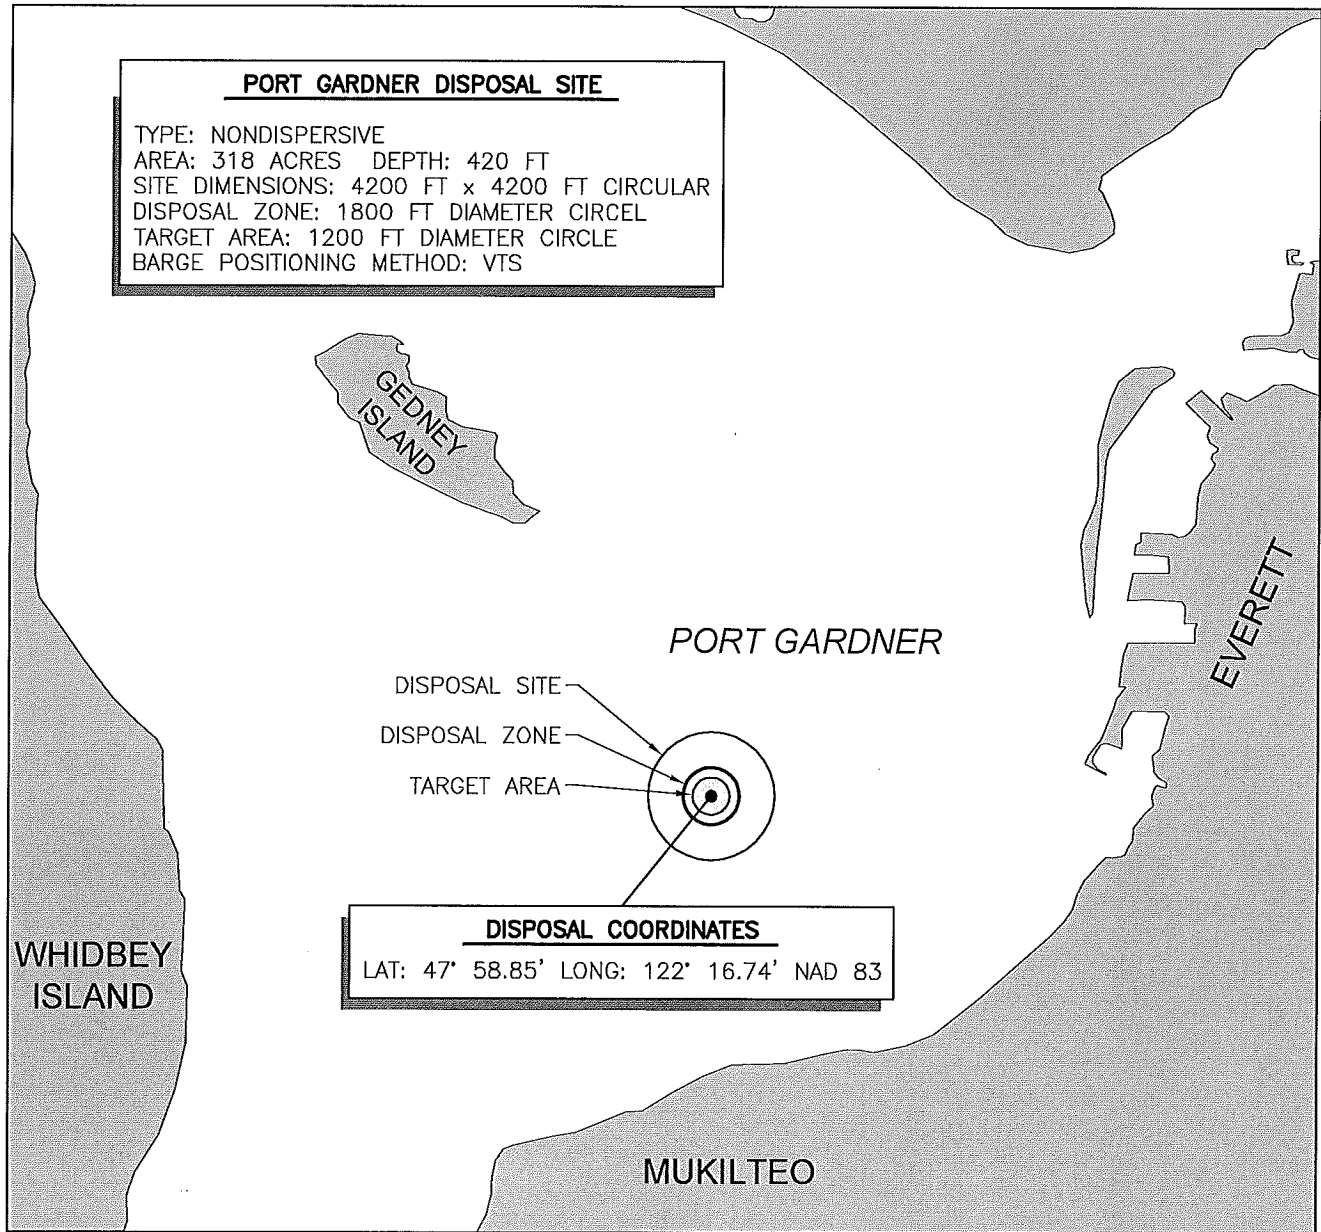 PORT GARDNER DISPOSAL SITE
TYPE: NONDISPERSIVE
AREA: 318 ACRES DEPTH: 420 FT
SITE DIMENSIONS: 4200 FT x 4200 FT CIRCULAR
DISPOSAL ZONE: 1800 FT DIAMETER CIRCEL
TARGET AREA: 1200 FT DIAMETER CIRCLE
BARGE POSITIONING METHOD: VTS
GEDNEY
ISLAND
EVERETT
PORT GARDNER
DISPOSAL SITE
DISPOSAL ZONE
TARGET AREA
DISPOSAL COORDINATES
LAT: 47° 58.85' LONG: 122° 16.74' NAD 83
WHIDBEY
ISLAND
MUKILTEO